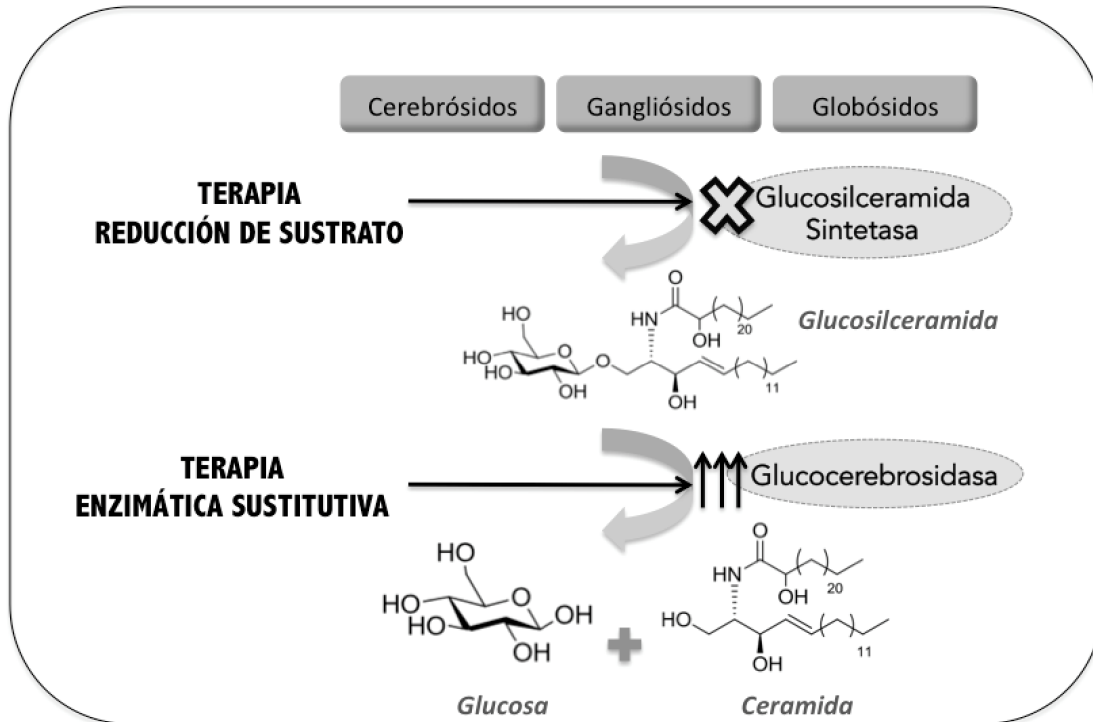 Cerebrósidos
Gangliósidos
Globósidos
TERAPIA
REDUCCIÓN DE SUSTRATO
Glucosilceramida
Sintetasa
O
HO
HN
20
OH
Glucosilceramida
HO
HO
O
O
OH
11
OH
TERAPIA
ENZIMÁTICA SUSTITUTIVA
Glucocerebrosidasa
HO
HO
HO
O
OH
OH
O
HN
20
OH
HO
11
OH
Glucosa
Ceramida